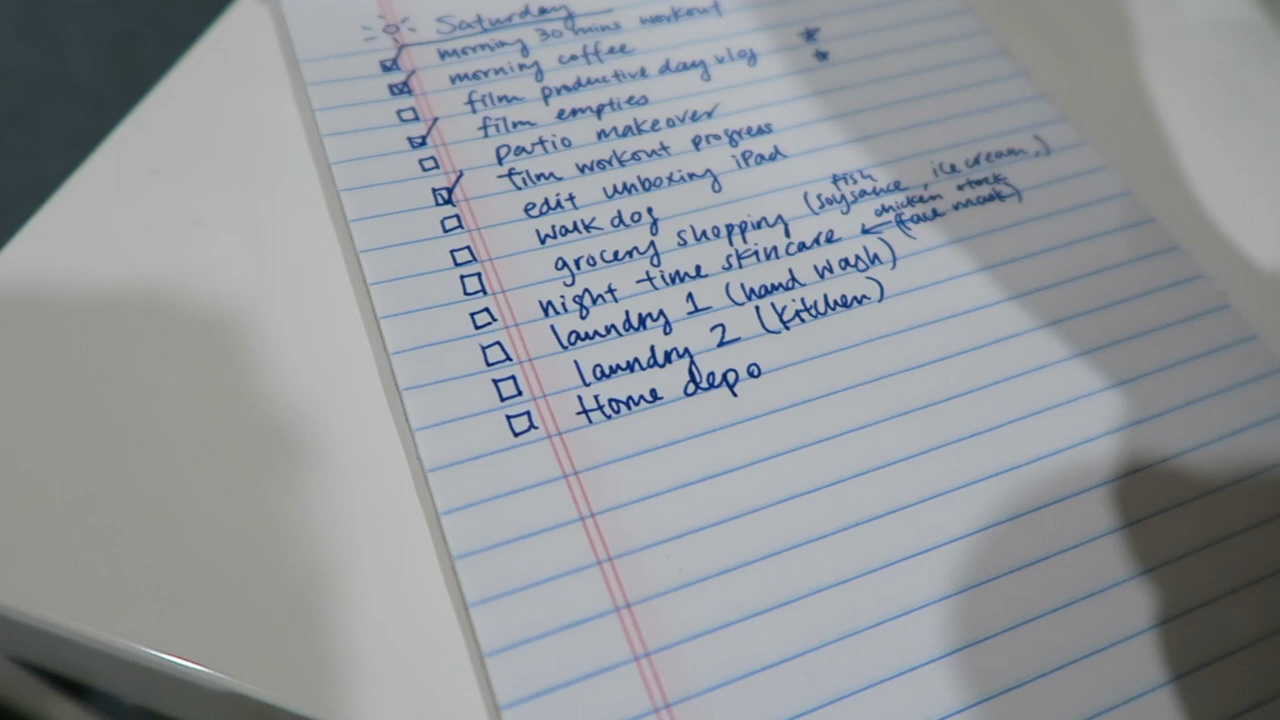 Saturday
morning 30 mins workout
morning coffee
film productive day vlog
film empties
patio makeover
film workout progress
edit unboxing iPad
walk dog
grocery shopping (soysauce, fish, ice cream,)
chicken stock
night time skincare ← (face mask)
laundry 1 (hand wash)
laundry 2 (kitchen)
Home depo